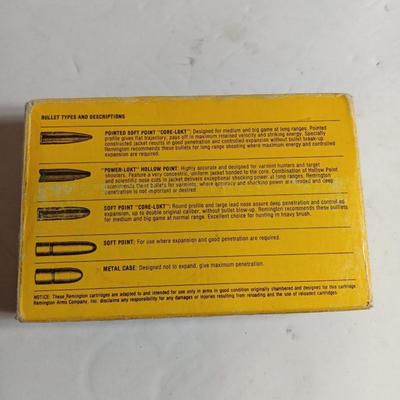 BULLET TYPES AND DESCRIPTIONS
POINTED SOFT POINT "CORE-LOKT": Designed for medium and big game at long ranges. Pointed
profile gives flat trajectory, pays off in maximum retained velocity and striking energy. Specially
constructed jacket results in good penetration and controlled expansion without bullet break-up.
Remington recommends these bullets for long range shooting where maximum energy and controlled
expansion are required.
"POWER-LOKT" HOLLOW POINT: Highly accurate and designed for varmint hunters and target
shooters. Feature a very concentric, uniform jacket bonded to the core. Combination of Hollow Point
and scientific nose cuts in jacket delivers exceptional shocking power at long ranges. Remington
recommends these bullets for varmints, where accuracy and shocking power are needed and deep
penetration is not important or desired.
SOFT POINT "CORE-LOKT": Round profile and large lead nose assure deep penetration and controlled
expansion, up to double original caliber, without bullet blow-up. Remington recommends these bullets
for medium and big game at normal range. Excellent choice for hunting in heavy brush.
SOFT POINT: For use where expansion and good penetration are required.
METAL CASE: Designed not to expand, give maximum penetration.
NOTICE: These Remington cartridges are adapted to and intended for use only in arms in good condition originally chambered and designed for this cartridge.
Remington Arms Company, Inc. disclaims any responsibility for any damages or injuries resulting from reloading and the use of reloaded cartridges.